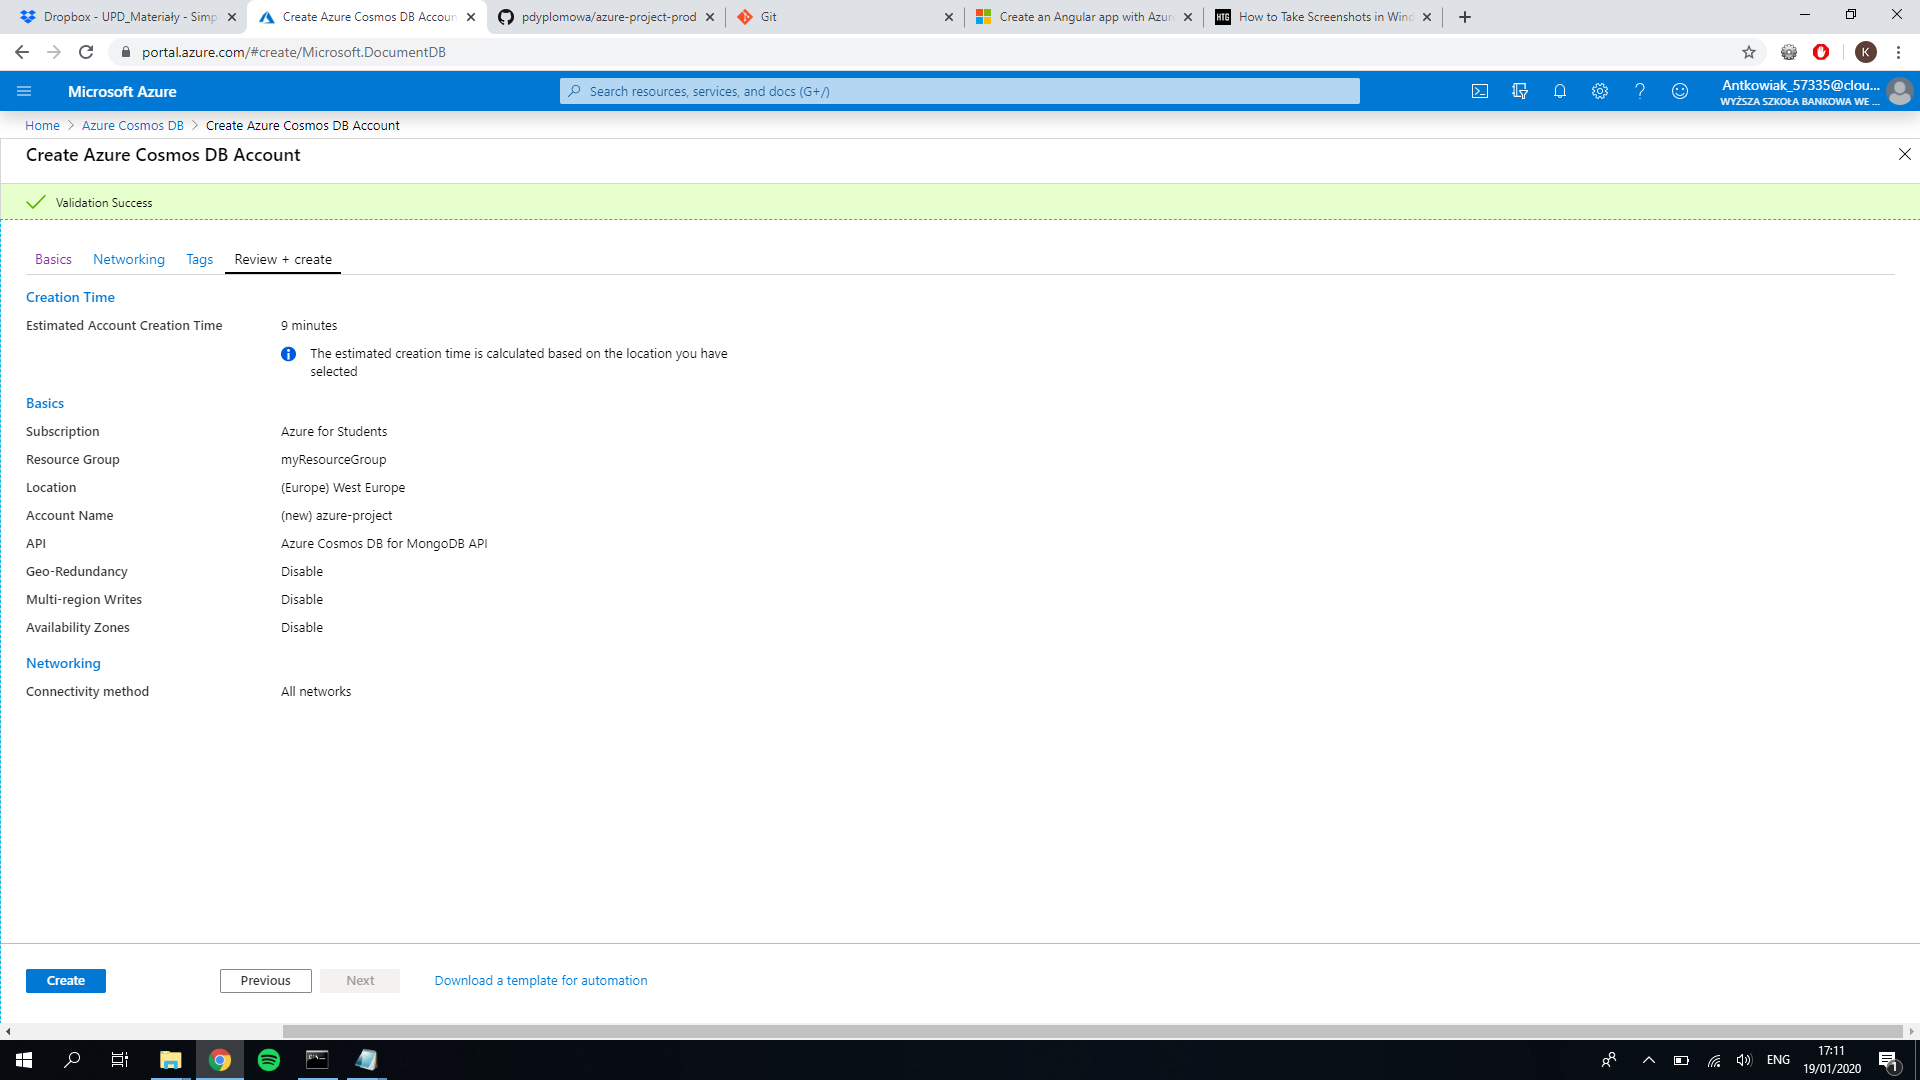 Dropbox - UPD_Materiały - Simpl
Create Azure Cosmos DB Accoun
pdyplomowa/azure-project-prod
Git
Create an Angular app with Azur
HTG
How to Take Screenshots in Wind
portal.azure.com/#create/Microsoft.DocumentDB
K
Microsoft Azure
Search resources, services, and docs (G+/)
Antkowiak_57335@clou...
WYŻSZA SZKOŁA BANKOWA WE ...
Home > Azure Cosmos DB > Create Azure Cosmos DB Account
Create Azure Cosmos DB Account
Validation Success
Basics
Networking
Tags
Review + create
Creation Time
Estimated Account Creation Time
9 minutes
The estimated creation time is calculated based on the location you have
selected
Basics
Subscription
Azure for Students
Resource Group
myResourceGroup
Location
(Europe) West Europe
Account Name
(new) azure-project
API
Azure Cosmos DB for MongoDB API
Geo-Redundancy
Disable
Multi-region Writes
Disable
Availability Zones
Disable
Networking
Connectivity method
All networks
Create
Previous
Next
Download a template for automation
ENG
17:11
19/01/2020
1